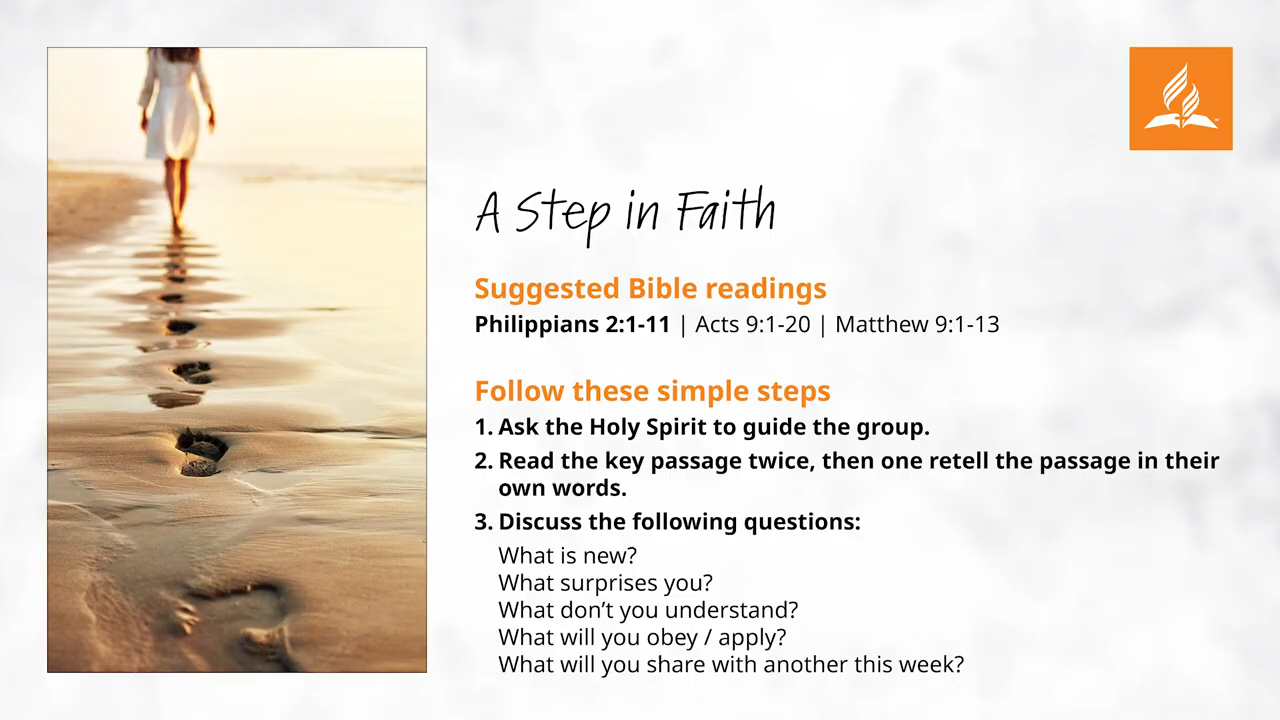 A Step in Faith
Suggested Bible readings
Philippians 2:1-11 | Acts 9:1-20 | Matthew 9:1-13
Follow these simple steps
1. Ask the Holy Spirit to guide the group.
2. Read the key passage twice, then one retell the passage in their
own words.
3. Discuss the following questions:
What is new?
What surprises you?
What don’t you understand?
What will you obey / apply?
What will you share with another this week?